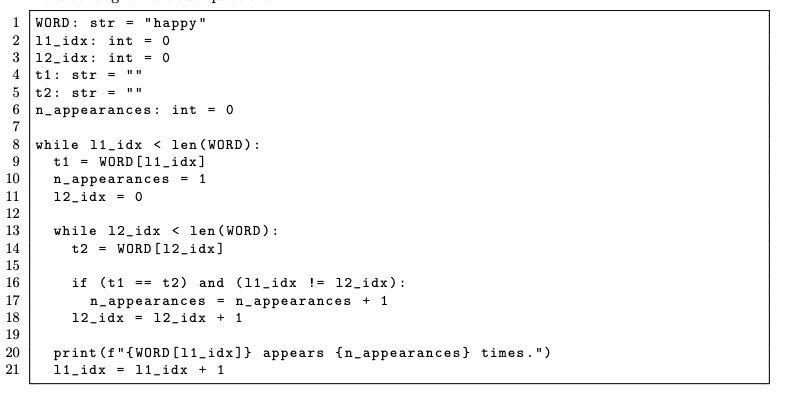 1 WORD: str = "happy"
2 l1_idx: int = 0
3 l2_idx: int = 0
4 t1: str = ""
5 t2: str = ""
6 n_appearances: int = 0
7
8 while l1_idx < len(WORD):
9   t1 = WORD[l1_idx]
10   n_appearances = 1
11   l2_idx = 0
12
13   while l2_idx < len(WORD):
14     t2 = WORD[l2_idx]
15
16     if (t1 == t2) and (l1_idx != l2_idx):
17       n_appearances = n_appearances + 1
18     l2_idx = l2_idx + 1
19
20   print(f"{WORD[l1_idx]} appears {n_appearances} times.")
21   l1_idx = l1_idx + 1